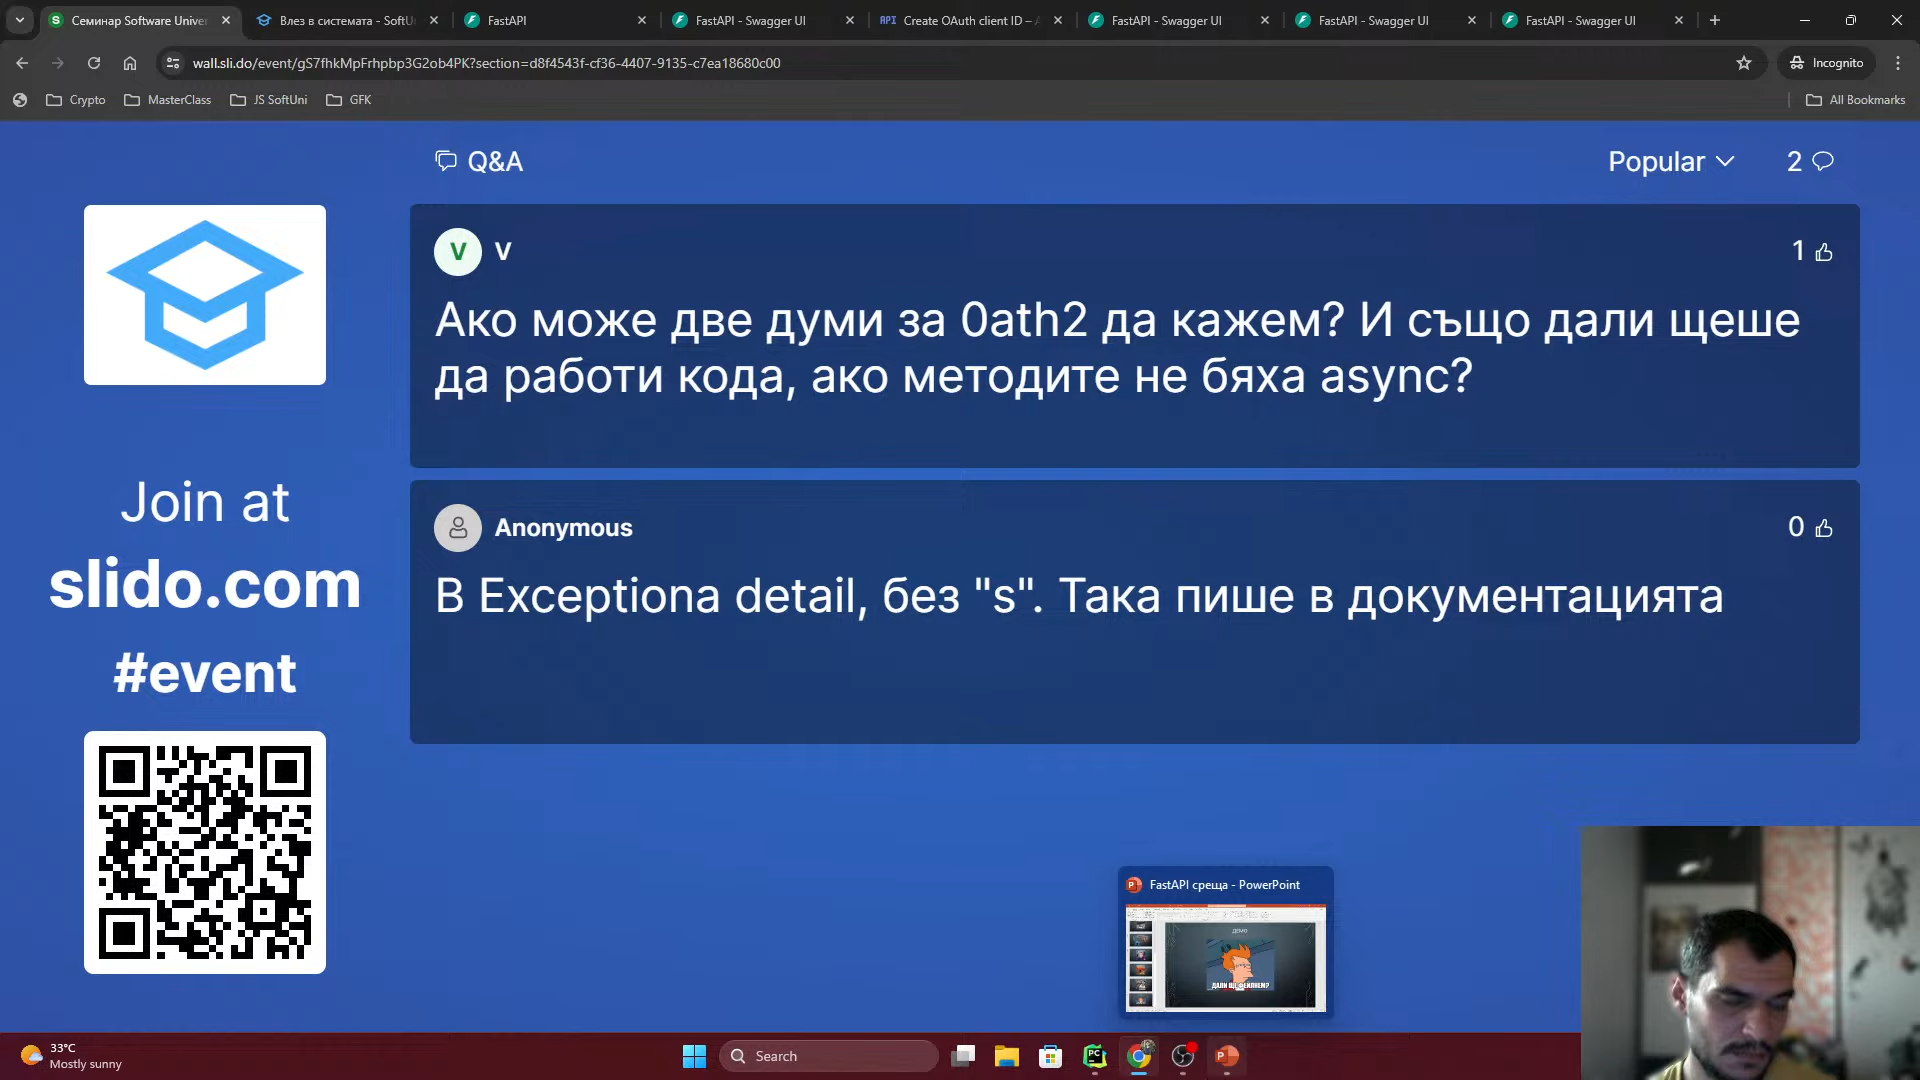 Семинар Software Univer
Влез в системата - SoftU
FastAPI
FastAPI - Swagger UI
Create OAuth client ID –
FastAPI - Swagger UI
FastAPI - Swagger UI
FastAPI - Swagger UI
wall.sli.do/event/gS7fhkMpFrhpbp3G2ob4PK?section=d8f4543f-cf36-4407-9135-c7ea18680c00
Incognito
Crypto
MasterClass
JS SoftUni
GFK
All Bookmarks
Q&A
Popular
2
V
V
1
Ако може две думи за 0ath2 да кажем? И също дали щеше
да работи кода, ако методите не бяха async?
Anonymous
0
В Exceptiona detail, без "s". Така пише в документацията
Join at
slido.com
#event
FastAPI среща - PowerPoint
ДЕМО
ДАЛИ ЩЕ ФЕЙЛНЕМ?
33°C
Mostly sunny
Search